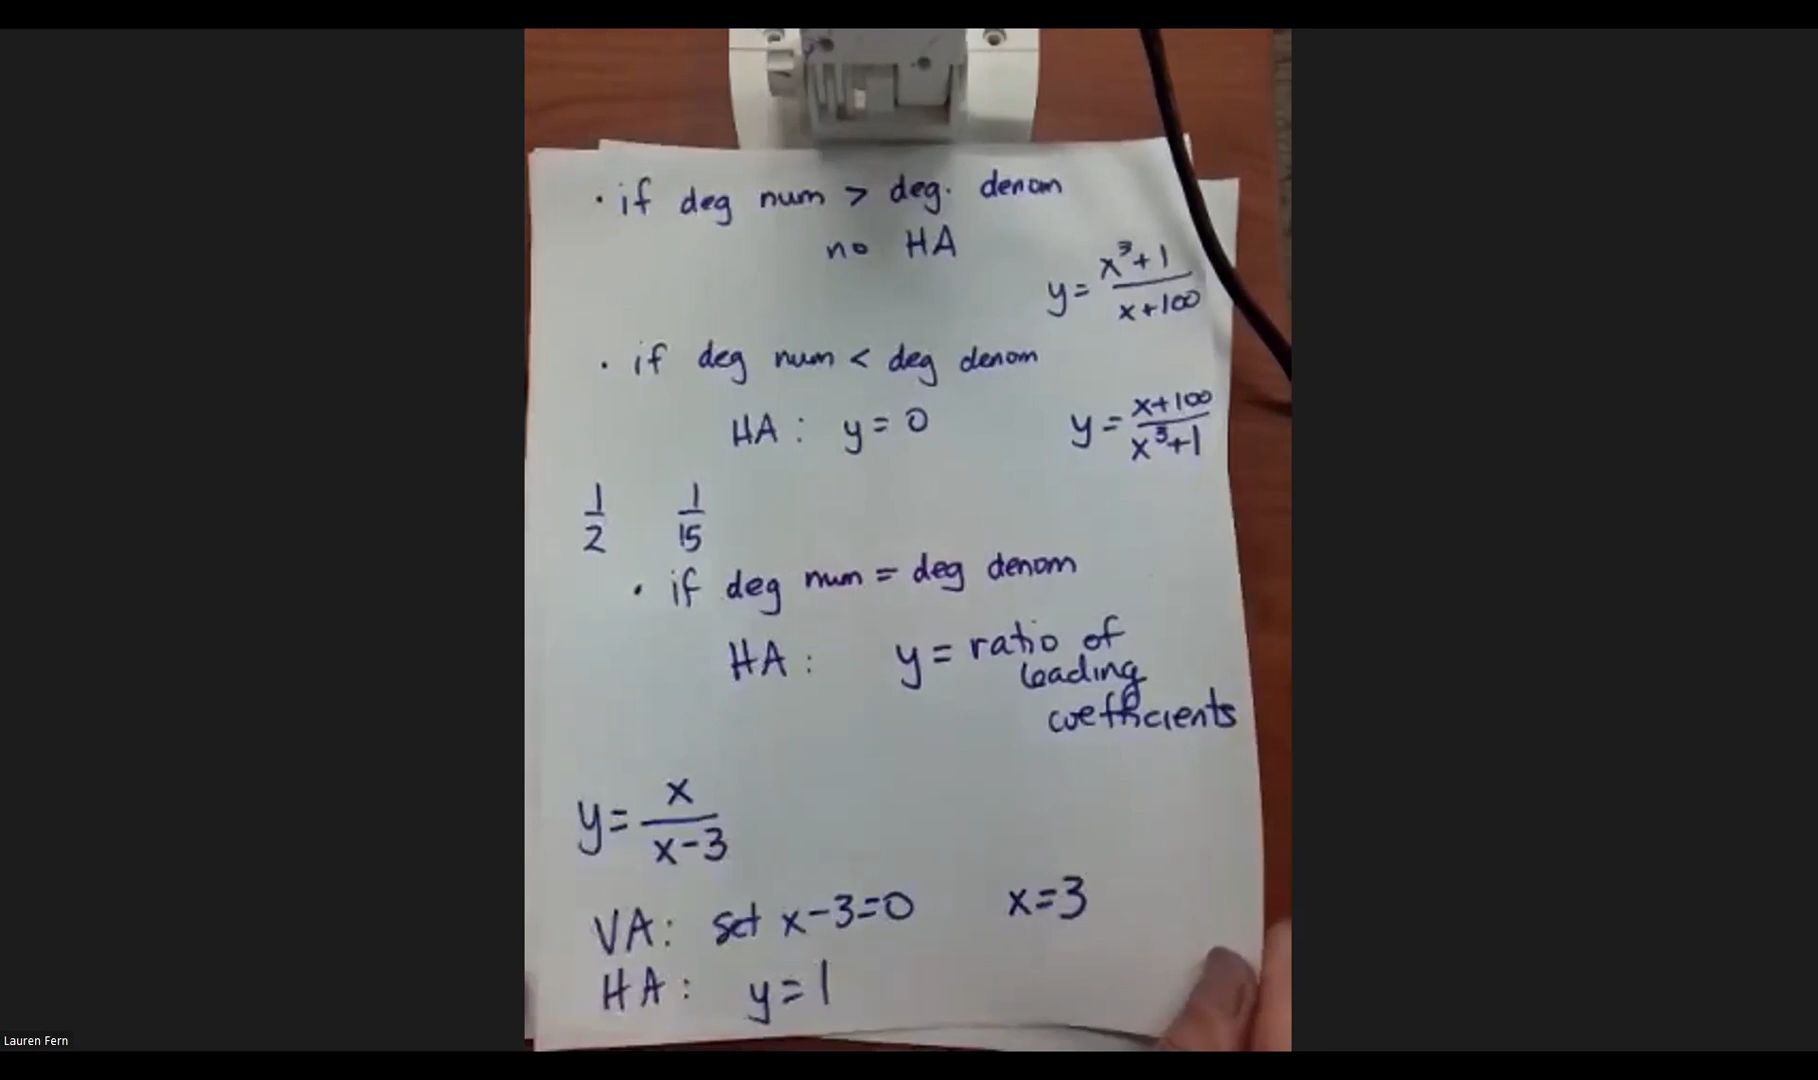 · if deg num > deg. denom
no HA
y = x³+1 / x+100
· if deg num < deg denom
HA : y = 0
y = x+100 / x³+1
1/2 1/15
· if deg num = deg denom
HA : y = ratio of
leading
coefficients
y = x / x-3
VA: set x-3=0 x=3
HA: y=1
Lauren Fern